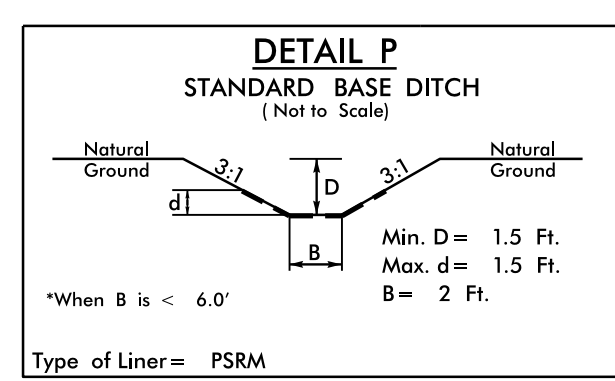 DETAIL P
STANDARD BASE DITCH
( Not to Scale)
Natural
Ground
3:1
D
3:1
Natural
Ground
d
B
Min. D = 1.5 Ft.
Max. d = 1.5 Ft.
B = 2 Ft.
*When B is < 6.0'
Type of Liner = PSRM